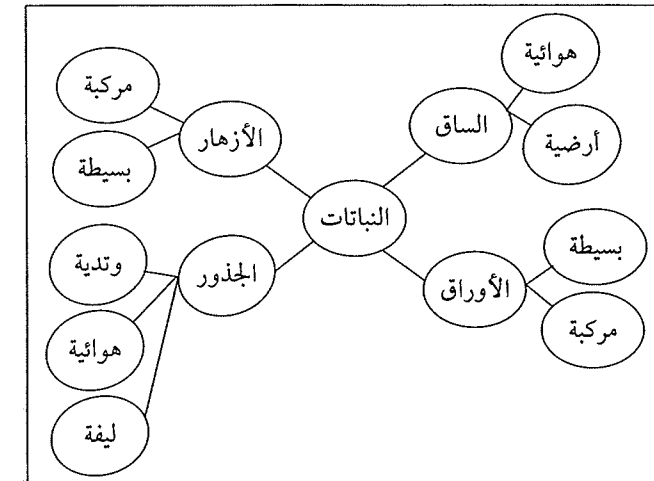 النباتات
الساق
هوائية
أرضية
الأوراق
بسيطة
مركبة
الأزهار
مركبة
بسيطة
الجذور
وتدية
هوائية
ليفة